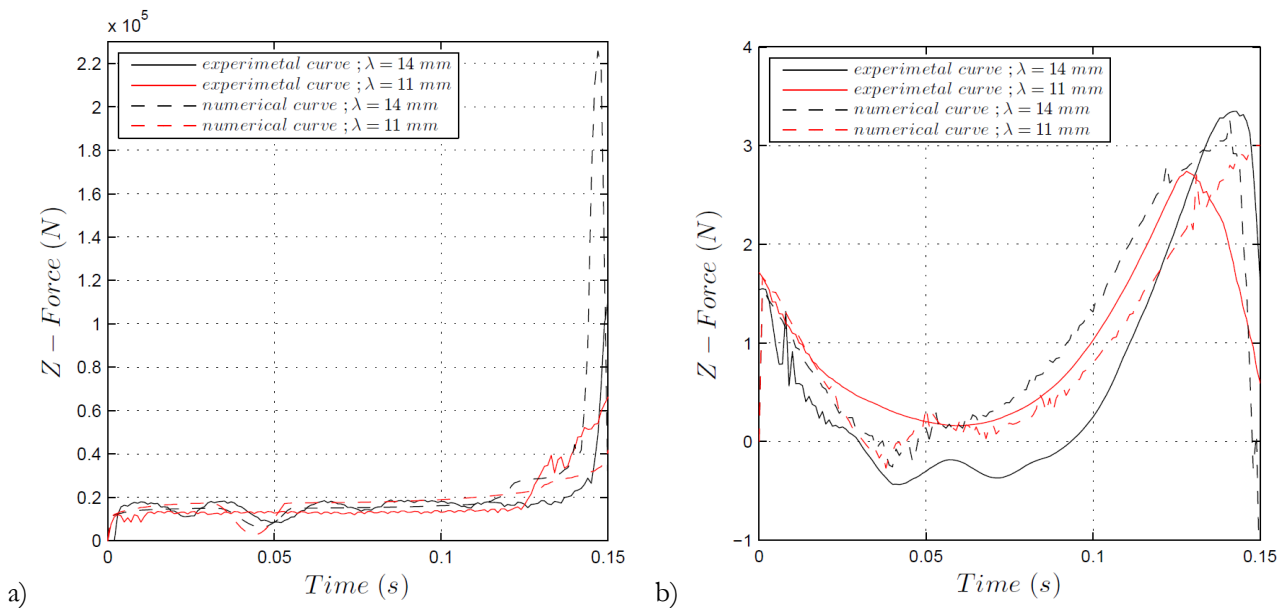 x 10⁵
2.2
2
1.8
1.6
1.4
1.2
1
0.8
0.6
0.4
0.2
0
0 0.05 0.1 0.15
Z − Force (N)
Time (s)
experimetal curve ; λ = 14 mm
experimetal curve ; λ = 11 mm
numerical curve ; λ = 14 mm
numerical curve ; λ = 11 mm
a)
4
3
2
1
0
−1
0 0.05 0.1 0.15
Z − Force (N)
Time (s)
experimetal curve ; λ = 14 mm
experimetal curve ; λ = 11 mm
numerical curve ; λ = 14 mm
numerical curve ; λ = 11 mm
b)